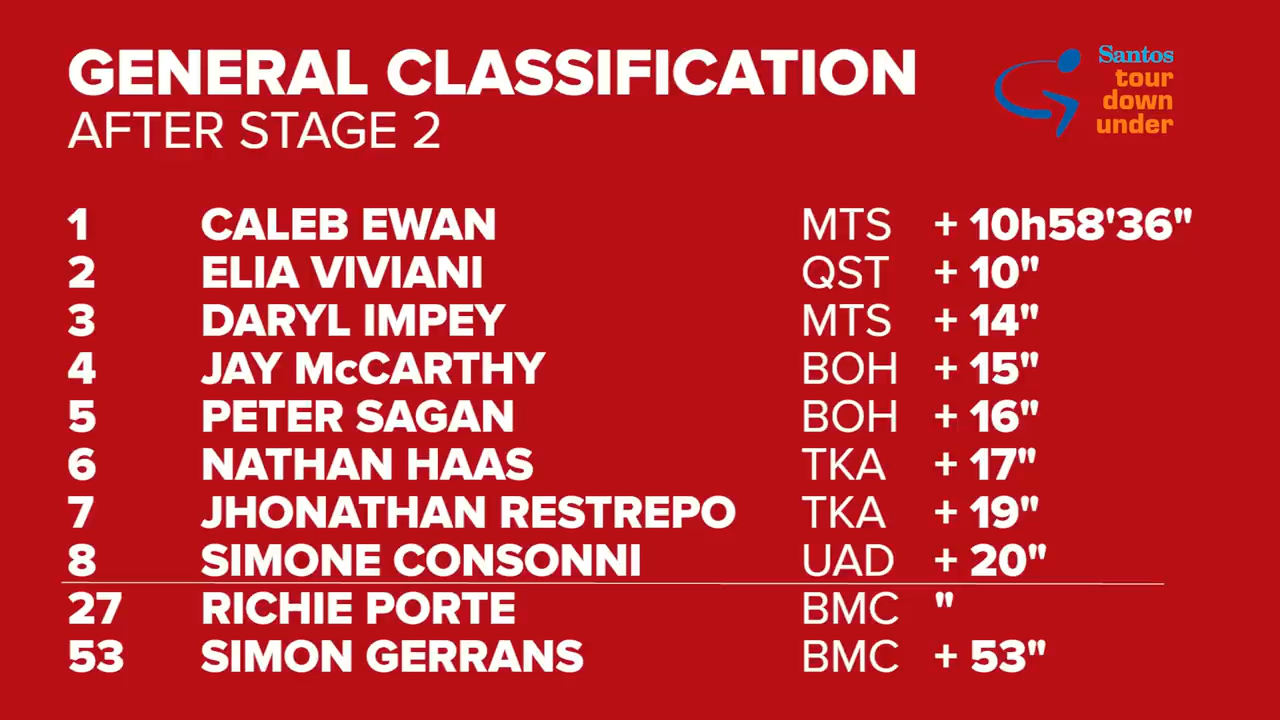 GENERAL CLASSIFICATION
AFTER STAGE 2
Santos
tour
down
under
1 CALEB EWAN MTS + 10h58'36"
2 ELIA VIVIANI QST + 10"
3 DARYL IMPEY MTS + 14"
4 JAY McCARTHY BOH + 15"
5 PETER SAGAN BOH + 16"
6 NATHAN HAAS TKA + 17"
7 JHONATHAN RESTREPO TKA + 19"
8 SIMONE CONSONNI UAD + 20"
27 RICHIE PORTE BMC "
53 SIMON GERRANS BMC + 53"